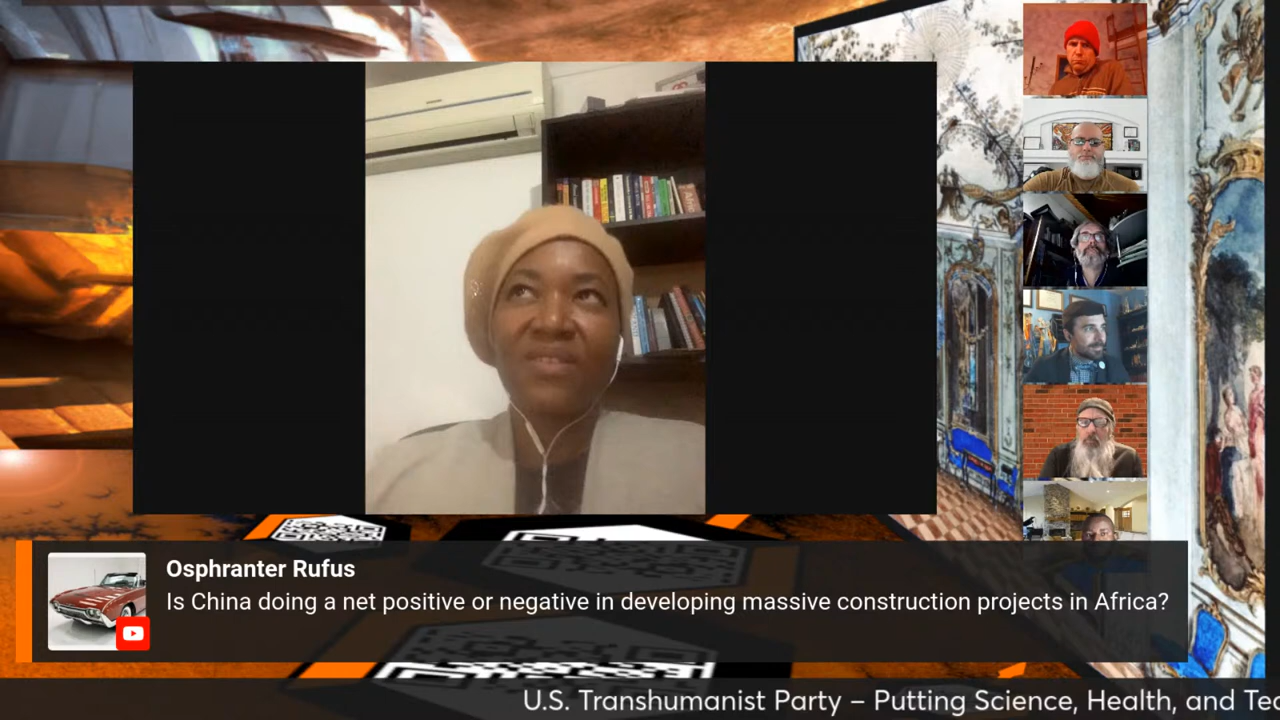 Osphranter Rufus
Is China doing a net positive or negative in developing massive construction projects in Africa?
U.S. Transhumanist Party – Putting Science, Health, and